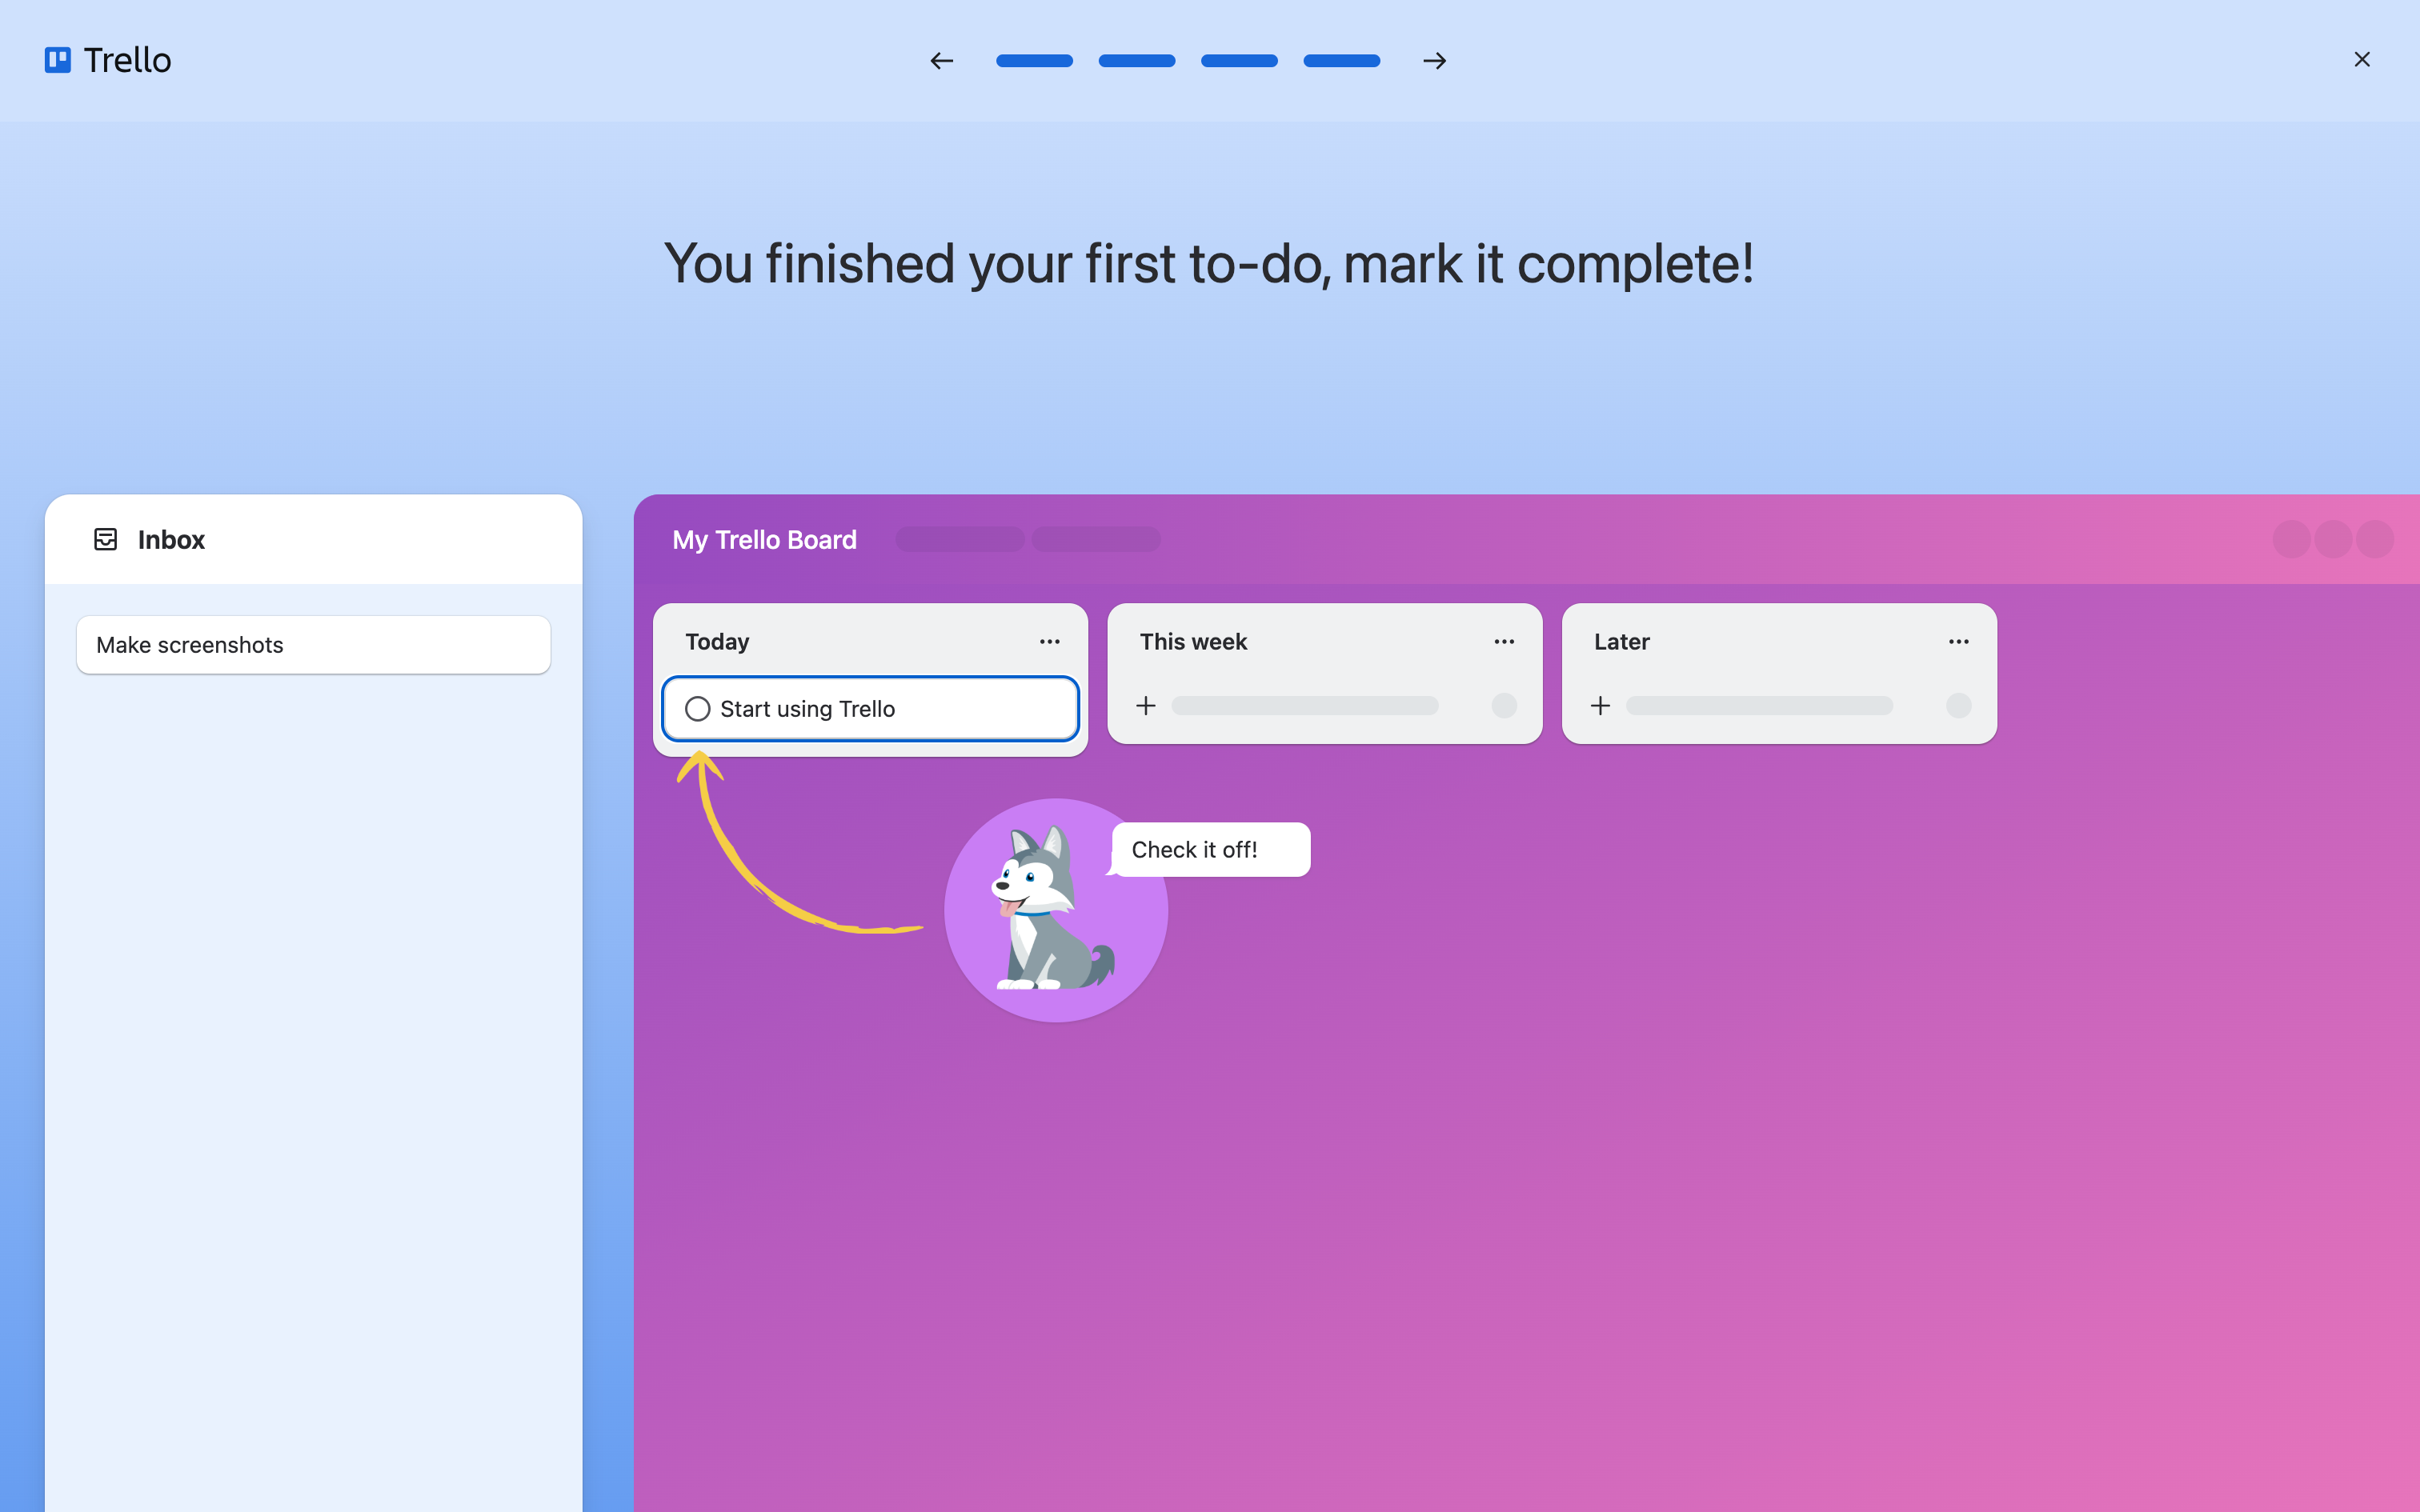 Trello
You finished your first to-do, mark it complete!
Inbox
Make screenshots
My Trello Board
Today
Start using Trello
This week
Later
Check it off!